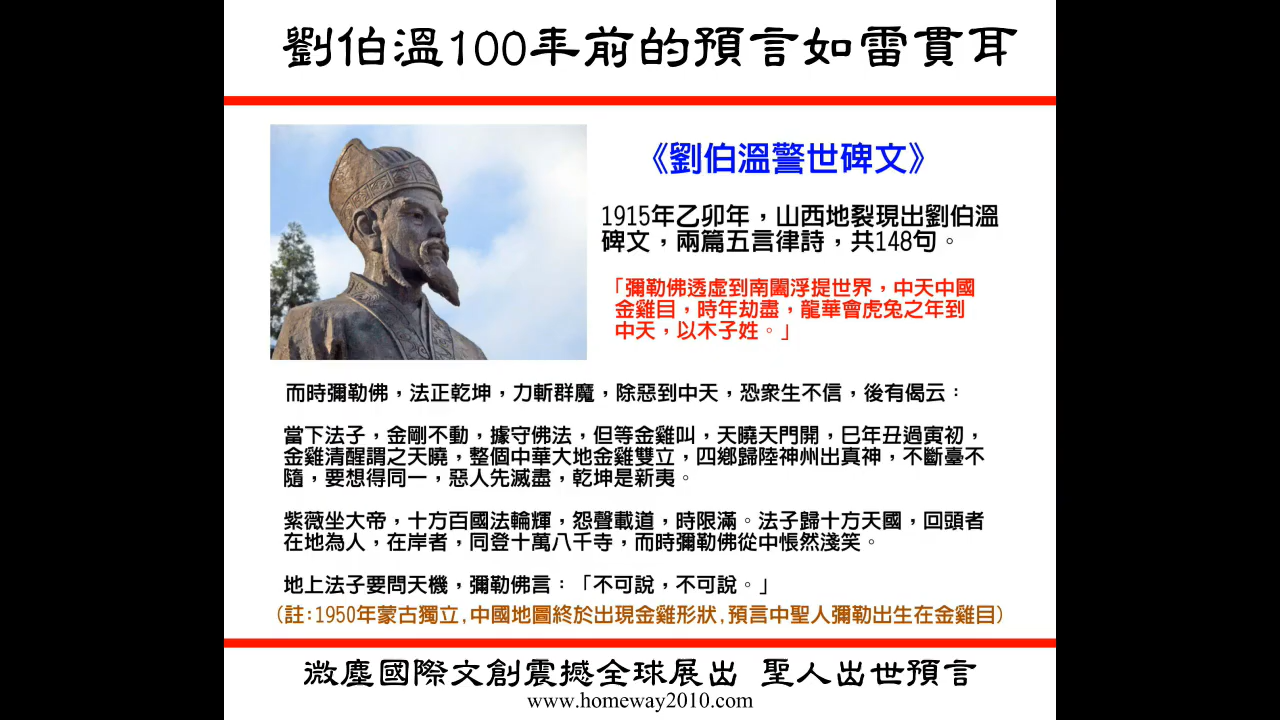 劉伯溫100年前的預言如雷貫耳
《劉伯溫警世碑文》
1915年乙卯年，山西地裂現出劉伯溫
碑文，兩篇五言律詩，共148句。
「彌勒佛透虛到南閻浮提世界，中天中國
金雞目，時年劫盡，龍華會虎兔之年到
中天，以木子姓。」
而時彌勒佛，法正乾坤，力斬群魔，除惡到中天，恐眾生不信，後有偈云：
當下法子，金剛不動，據守佛法，但等金雞叫，天曉天門開，巳年丑過寅初，
金雞清醒謂之天曉，整個中華大地金雞雙立，四鄉歸陸神州出真神，不斷臺不
隨，要想得同一，惡人先滅盡，乾坤是新夷。
紫薇坐大帝，十方百國法輪輝，怨聲載道，時限滿。法子歸十方天國，回頭者
在地為人，在岸者，同登十萬八千寺，而時彌勒佛從中悵然淺笑。
地上法子要問天機，彌勒佛言：「不可說，不可說。」
(註:1950年蒙古獨立,中國地圖終於出現金雞形狀,預言中聖人彌勒出生在金雞目)
微塵國際文創震撼全球展出 聖人出世預言
www.homeway2010.com